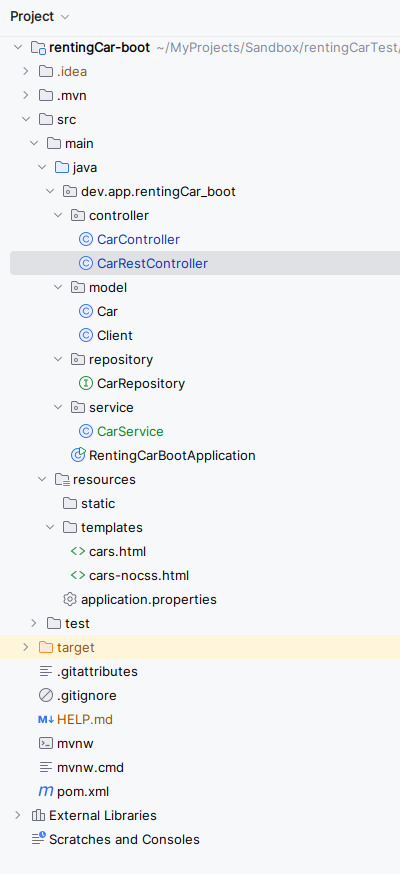 Project
rentingCar-boot ~/MyProjects/Sandbox/rentingCarTest/
.idea
.mvn
src
main
java
dev.app.rentingCar_boot
controller
CarController
CarRestController
model
Car
Client
repository
CarRepository
service
CarService
RentingCarBootApplication
resources
static
templates
cars.html
cars-nocss.html
application.properties
test
target
.gitattributes
.gitignore
HELP.md
mvnw
mvnw.cmd
pom.xml
External Libraries
Scratches and Consoles